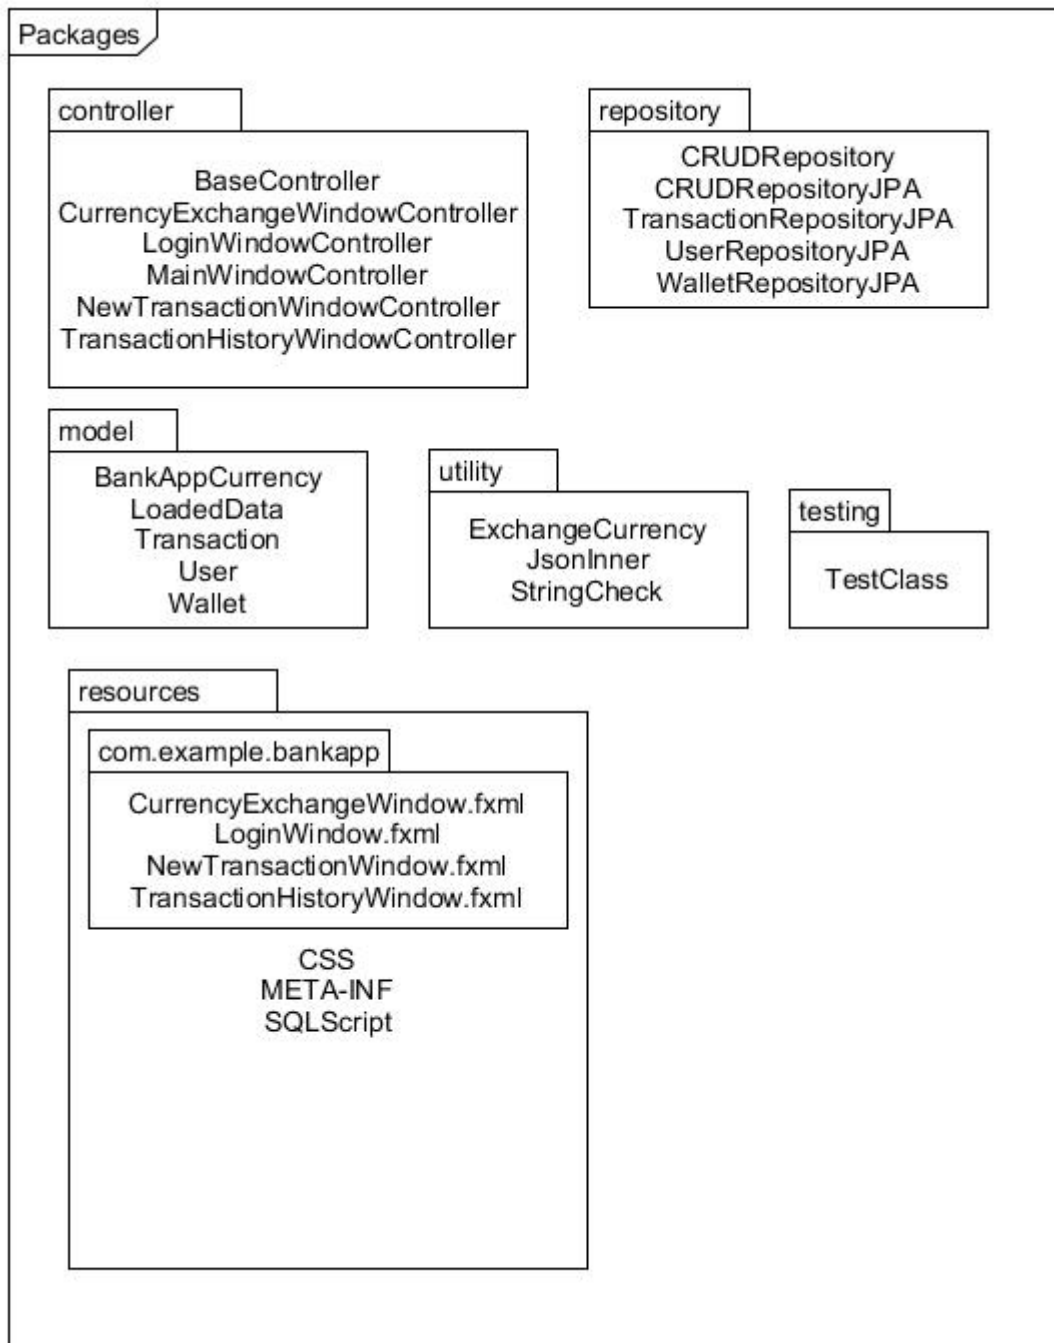 Packages
controller
BaseController
CurrencyExchangeWindowController
LoginWindowController
MainWindowController
NewTransactionWindowController
TransactionHistoryWindowController
repository
CRUDRepository
CRUDRepositoryJPA
TransactionRepositoryJPA
UserRepositoryJPA
WalletRepositoryJPA
model
BankAppCurrency
LoadedData
Transaction
User
Wallet
utility
ExchangeCurrency
JsonInner
StringCheck
testing
TestClass
resources
com.example.bankapp
CurrencyExchangeWindow.fxml
LoginWindow.fxml
NewTransactionWindow.fxml
TransactionHistoryWindow.fxml
CSS
META-INF
SQLScript